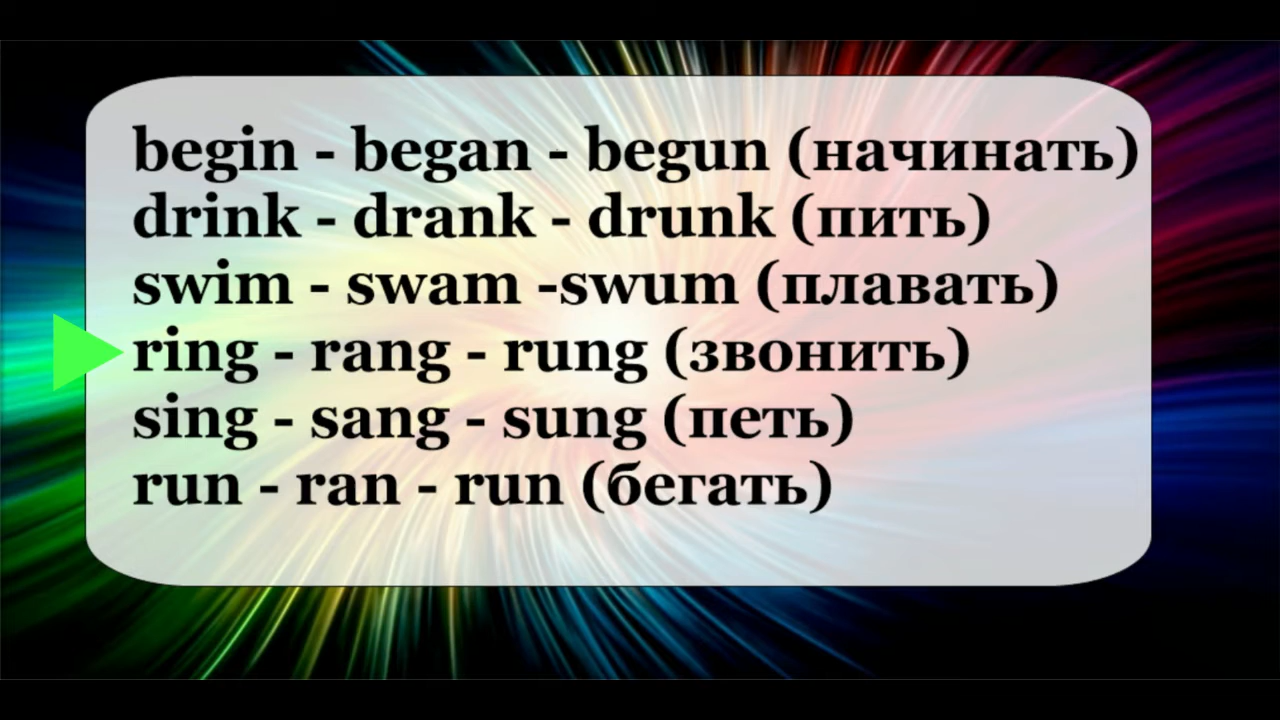 begin - began - begun (начинать)
drink - drank - drunk (пить)
swim - swam -swum (плавать)
ring - rang - rung (звонить)
sing - sang - sung (петь)
run - ran - run (бегать)